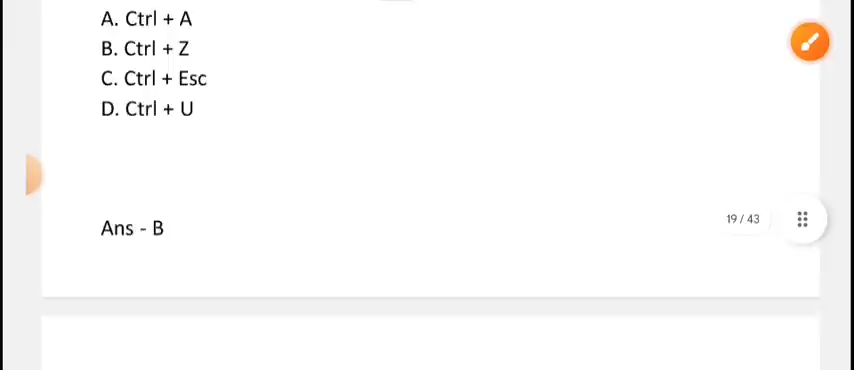 A. Ctrl + A
B. Ctrl + Z
C. Ctrl + Esc
D. Ctrl + U
Ans - B
19 / 43